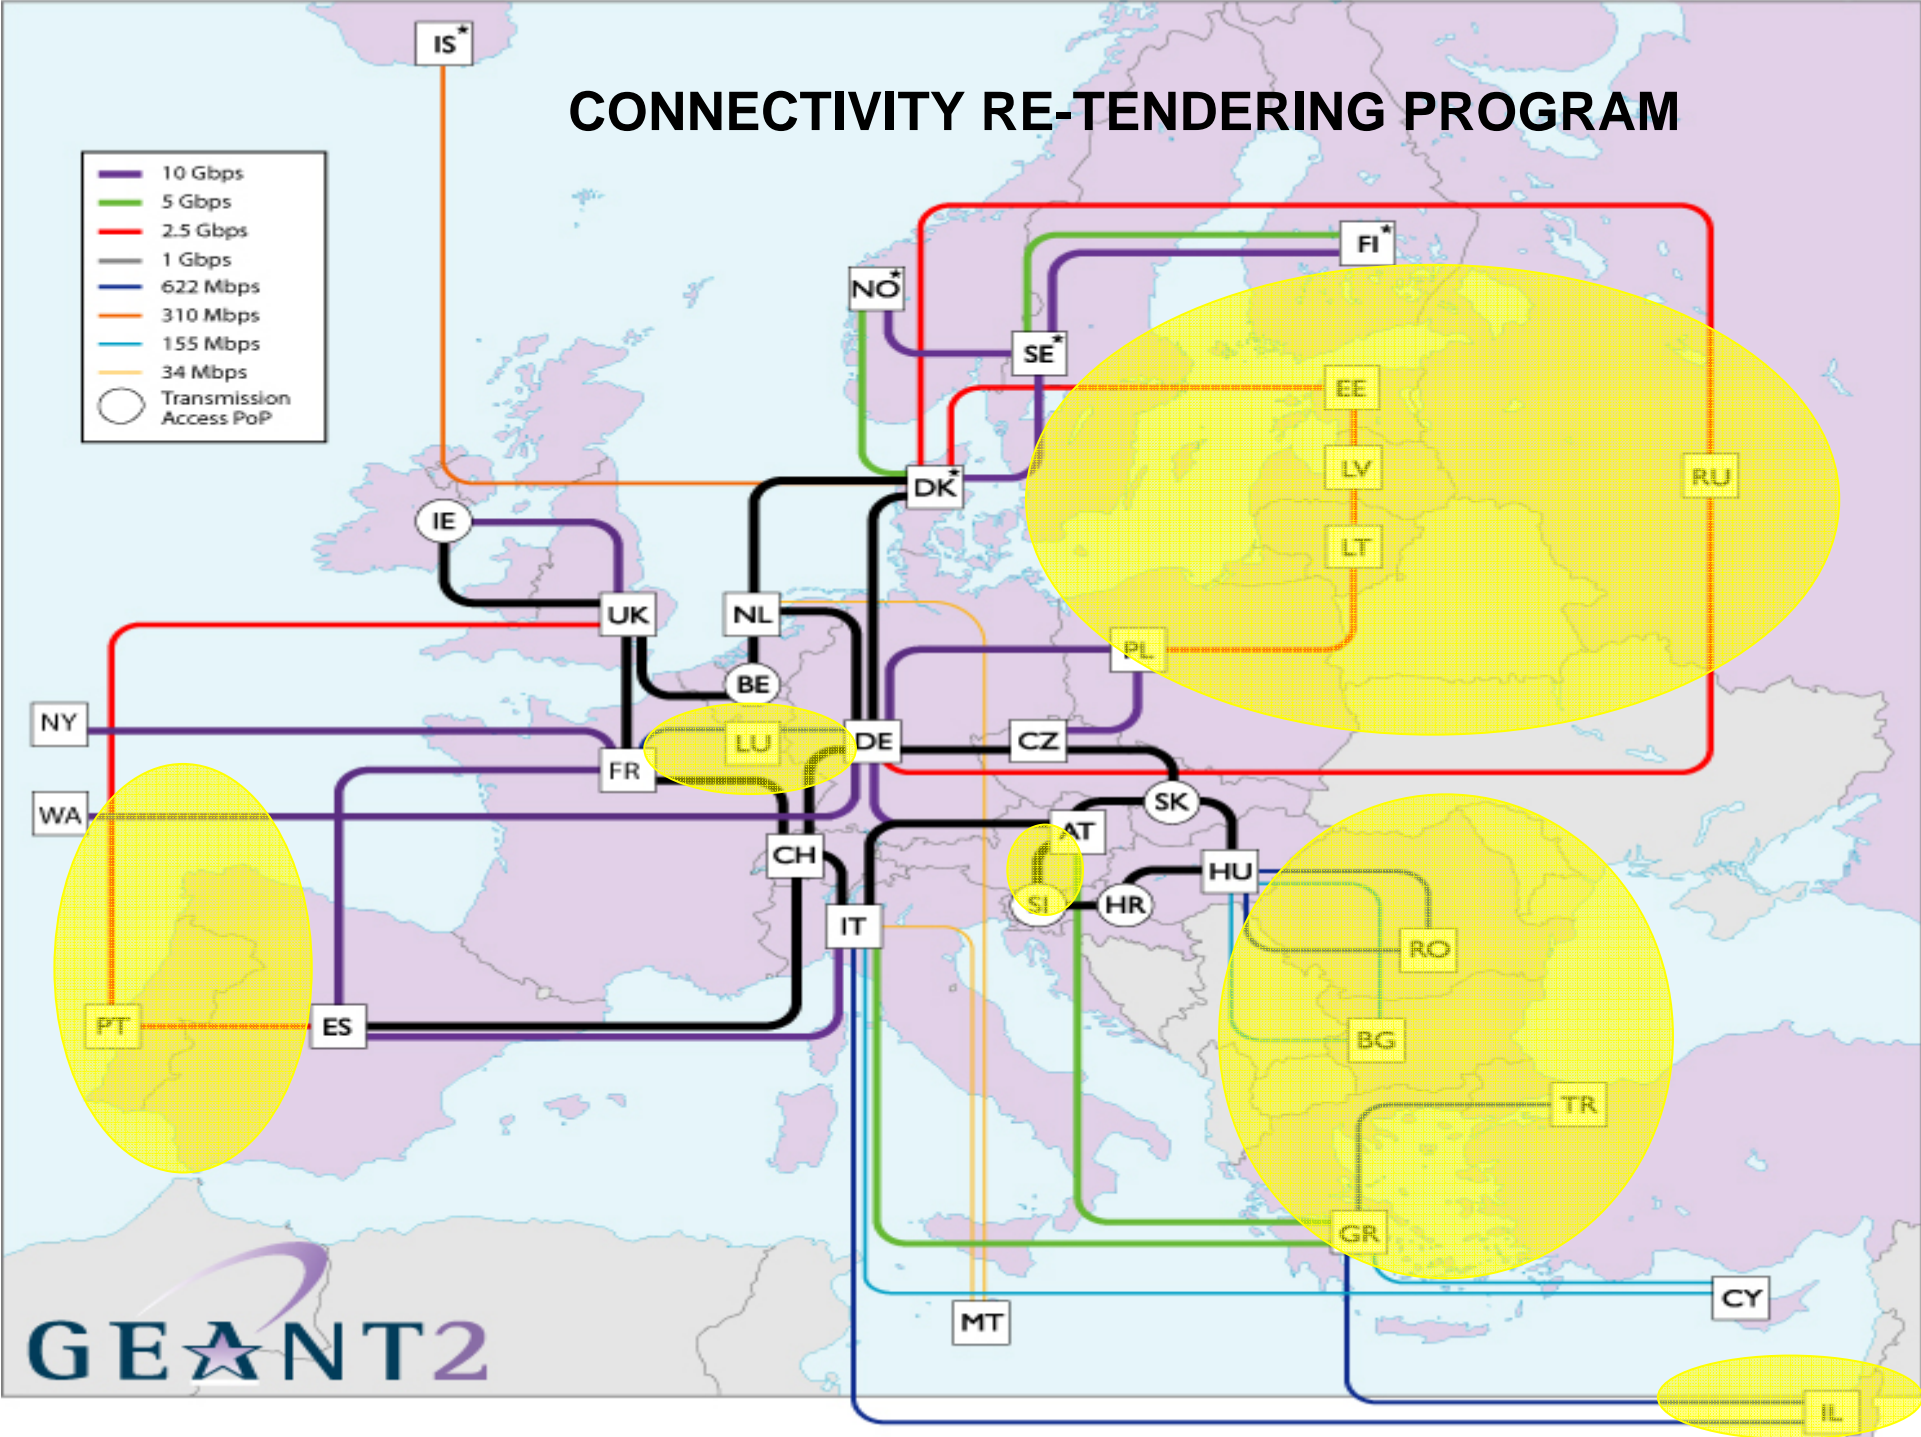 IS*
CONNECTIVITY RE-TENDERING PROGRAM
10 Gbps
5 Gbps
2.5 Gbps
1 Gbps
622 Mbps
310 Mbps
155 Mbps
34 Mbps
Transmission
Access PoP
FI*
NO*
SE*
EE
LV
RU
DK*
IE
LT
UK
NL
PL
BE
NY
LU
DE
CZ
FR
WA
SK
AT
CH
HU
SI
HR
IT
RO
PT
ES
BG
TR
GR
CY
MT
GEANT2
IL